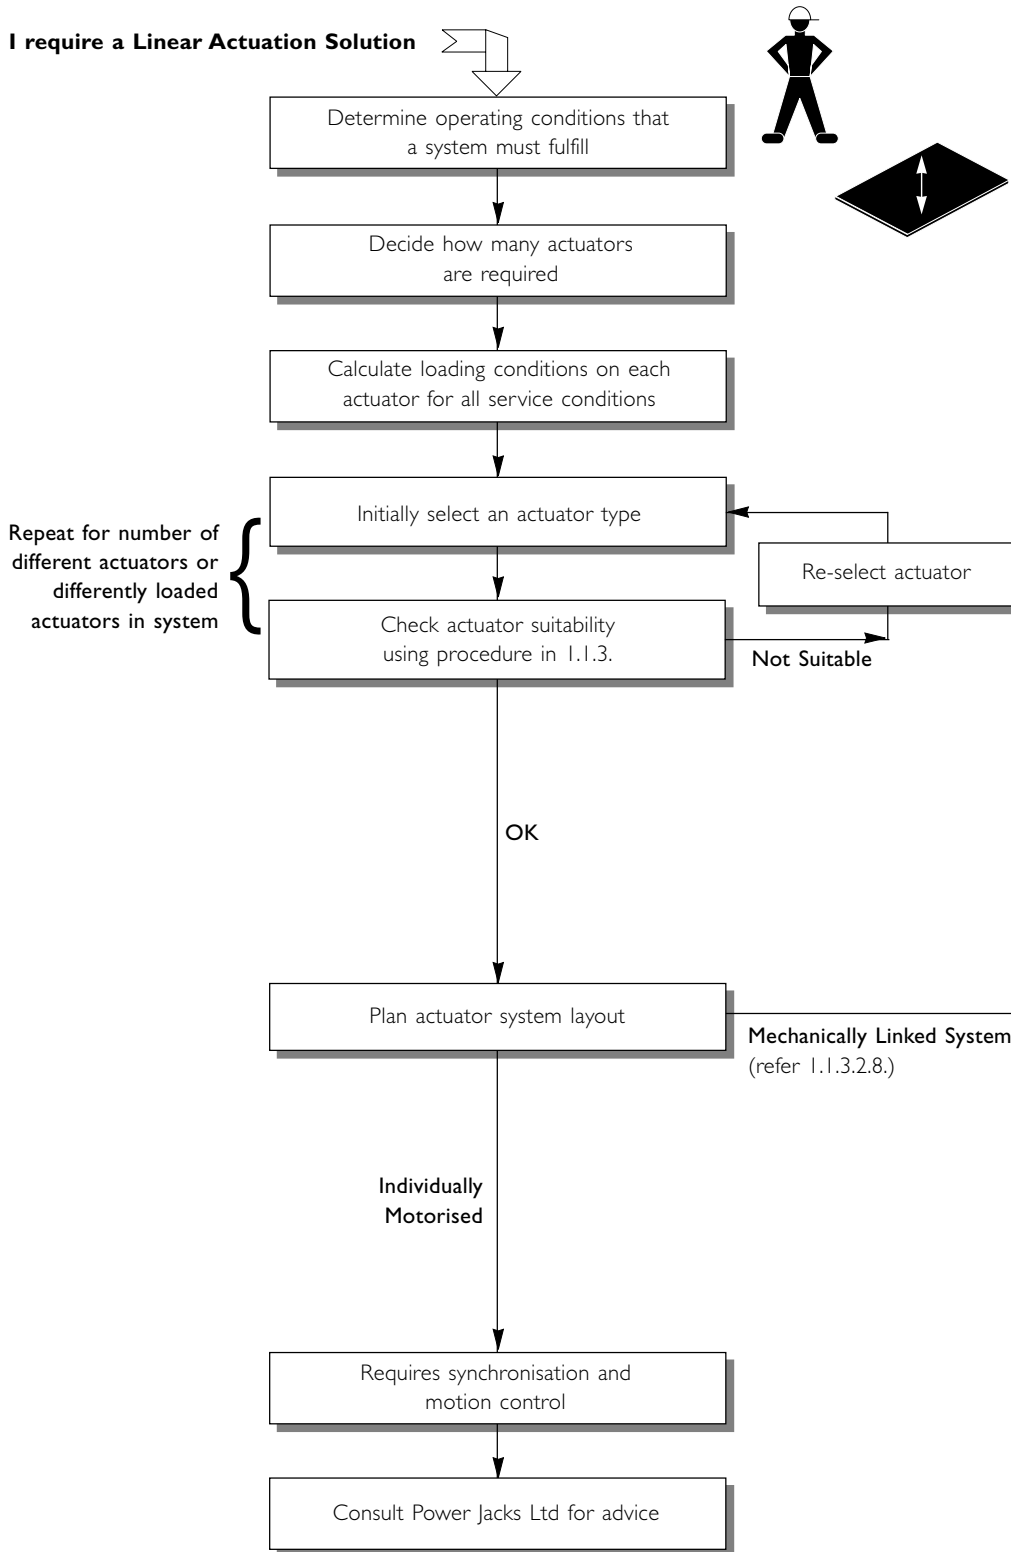 I require a Linear Actuation Solution
Determine operating conditions that
a system must fulfill
Decide how many actuators
are required
Calculate loading conditions on each
actuator for all service conditions
Initially select an actuator type
Repeat for number of
different actuators or
differently loaded
actuators in system
Re-select actuator
Check actuator suitability
using procedure in 1.1.3.
Not Suitable
OK
Plan actuator system layout
Mechanically Linked System
(refer 1.1.3.2.8.)
Individually
Motorised
Requires synchronisation and
motion control
Consult Power Jacks Ltd for advice